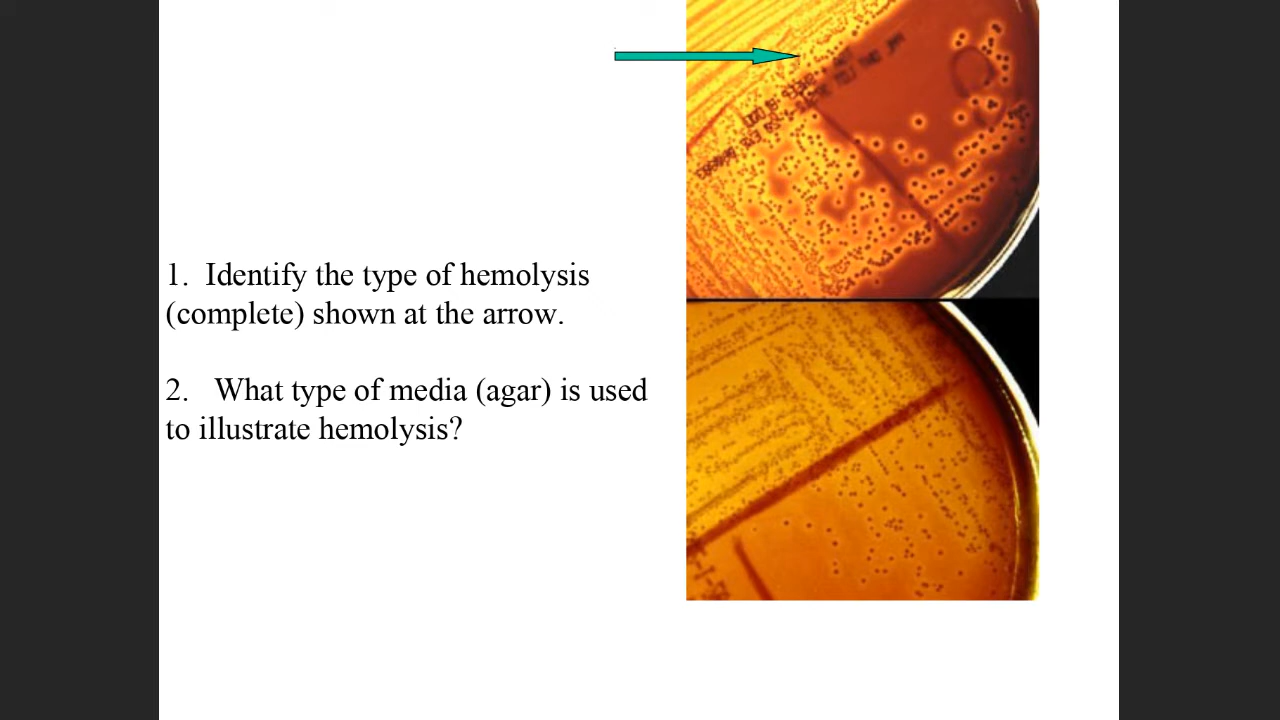 1. Identify the type of hemolysis
(complete) shown at the arrow.
2. What type of media (agar) is used
to illustrate hemolysis?